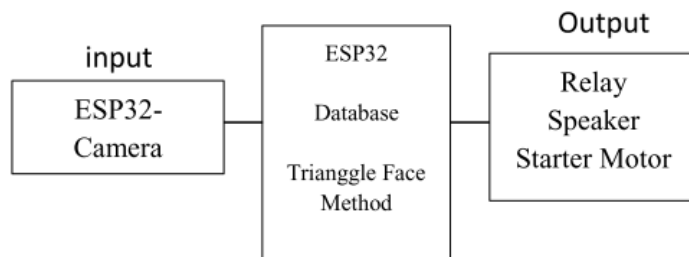 input
ESP32-
Camera
ESP32
Database
Trianggle Face
Method
Output
Relay
Speaker
Starter Motor